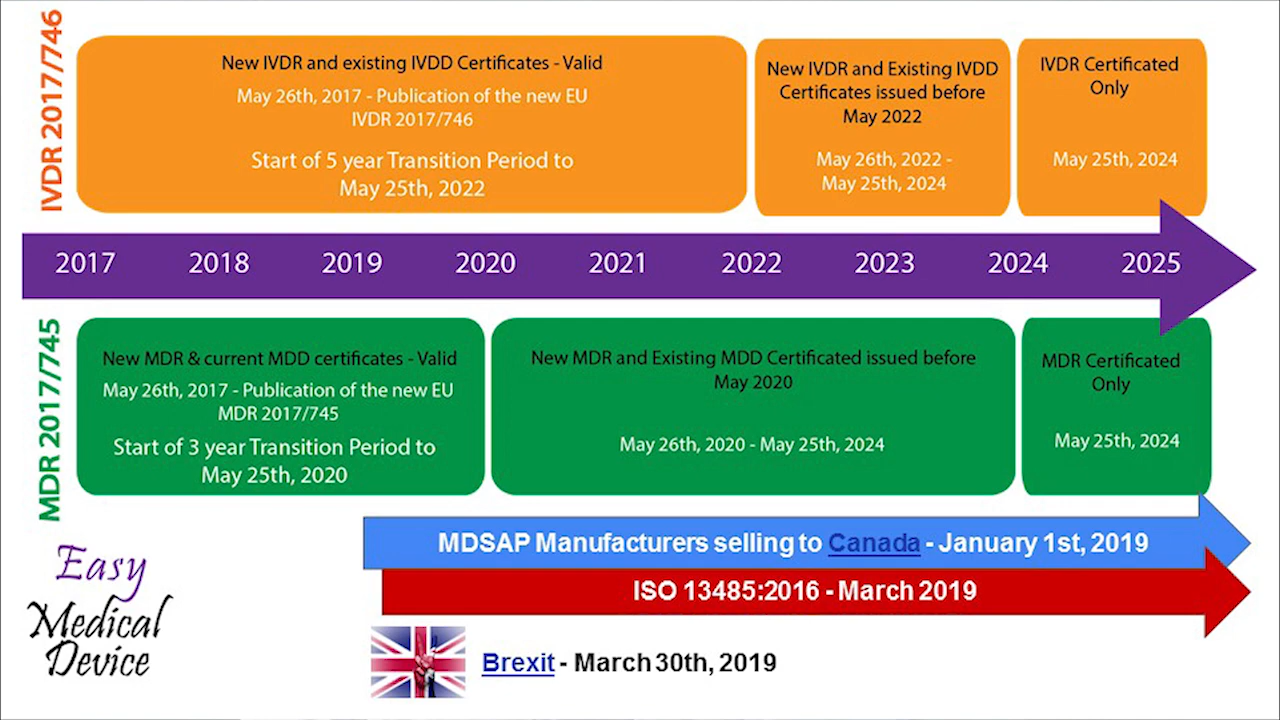 IVDR 2017/746
New IVDR and existing IVDD Certificates - Valid
May 26th, 2017 - Publication of the new EU
IVDR 2017/746
Start of 5 year Transition Period to
May 25th, 2022
New IVDR and Existing IVDD
Certificates issued before
May 2022
May 26th, 2022 -
May 25th, 2024
IVDR Certificated
Only
May 25th, 2024
2017 2018 2019 2020 2021 2022 2023 2024 2025
MDR 2017/745
New MDR & current MDD certificates - Valid
May 26th, 2017 - Publication of the new EU
MDR 2017/745
Start of 3 year Transition Period to
May 25th, 2020
New MDR and Existing MDD Certificated issued before
May 2020
May 26th, 2020 - May 25th, 2024
MDR Certificated
Only
May 25th, 2024
MDSAP Manufacturers selling to Canada - January 1st, 2019
ISO 13485:2016 - March 2019
Easy
Medical
Device
Brexit - March 30th, 2019